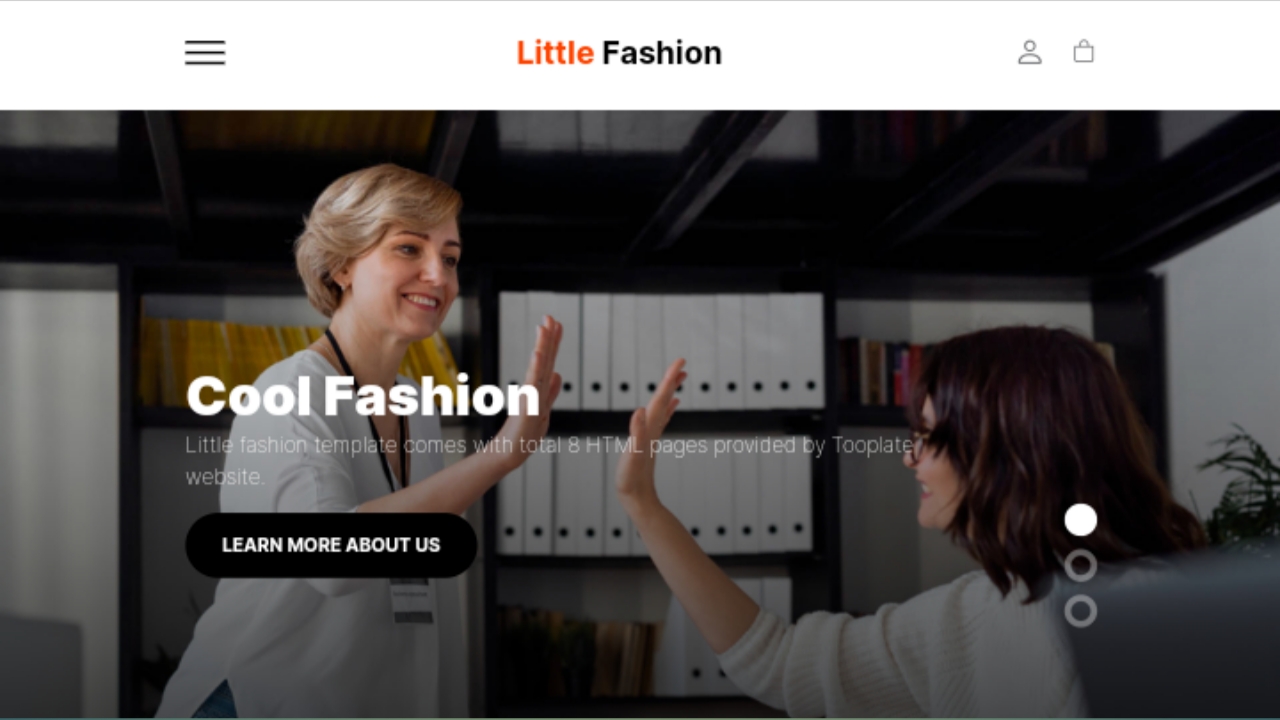 Little Fashion
Cool Fashion
Little fashion template comes with total 8 HTML pages provided by Tooplate
website.
LEARN MORE ABOUT US